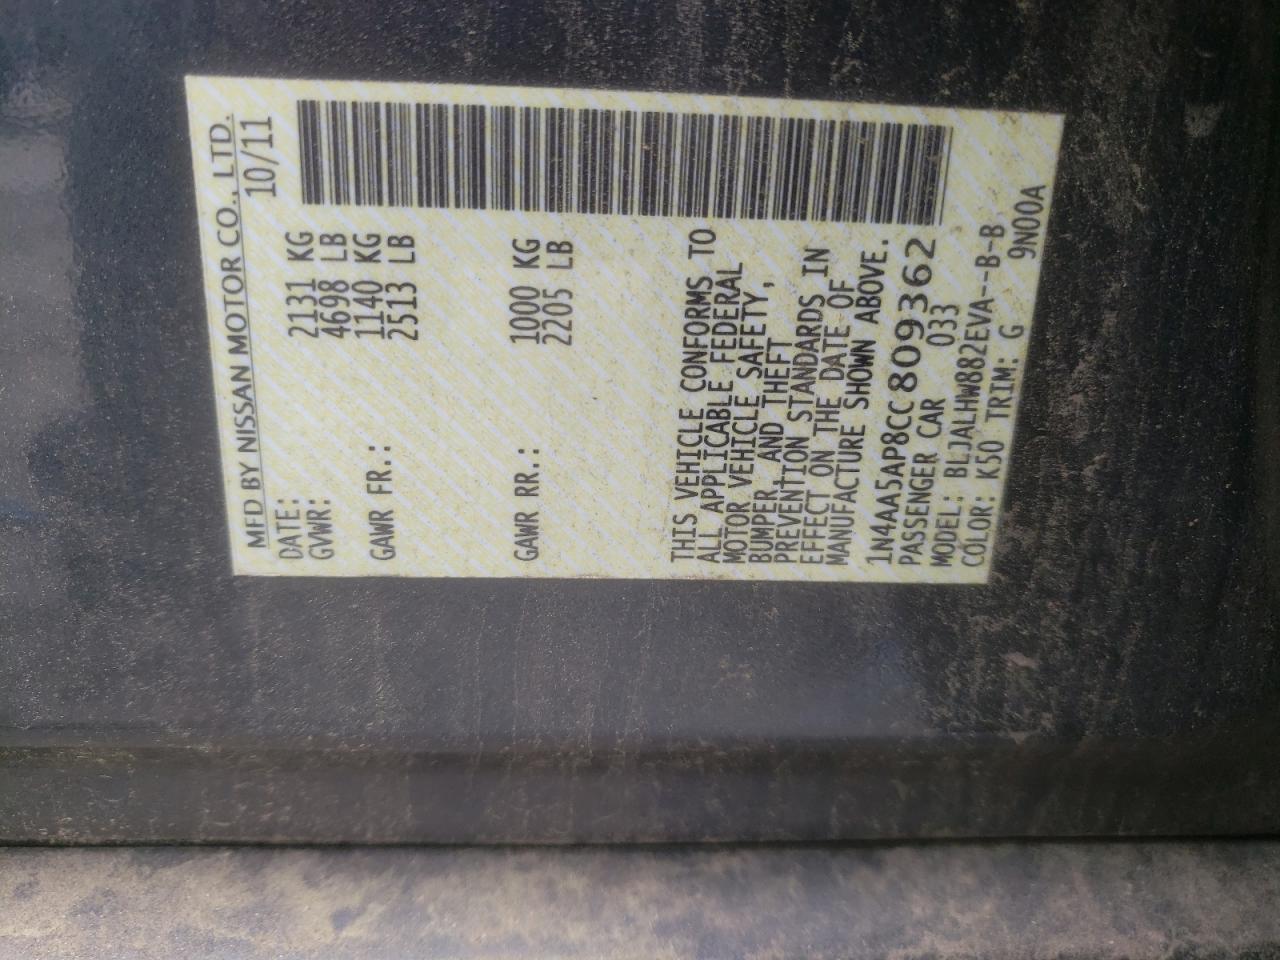 MFD BY NISSAN MOTOR CO., LTD.
DATE: 10/11
GVWR: 2131 KG
4698 LB
GAWR FR.: 1140 KG
2513 LB
GAWR RR.: 1000 KG
2205 LB
THIS VEHICLE CONFORMS TO
ALL APPLICABLE FEDERAL
MOTOR VEHICLE SAFETY,
BUMPER, AND THEFT
PREVENTION STANDARDS IN
EFFECT ON THE DATE OF
MANUFACTURE SHOWN ABOVE.
1N4AA5AP8CC809362
PASSENGER CAR 033
MODEL: BLJALHW882EVA--B-B
COLOR: K50 TRIM: G 9N00A